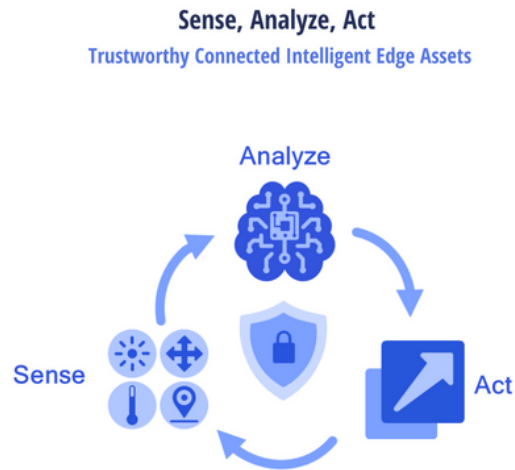 Sense, Analyze, Act
Trustworthy Connected Intelligent Edge Assets
Analyze
Sense
Act